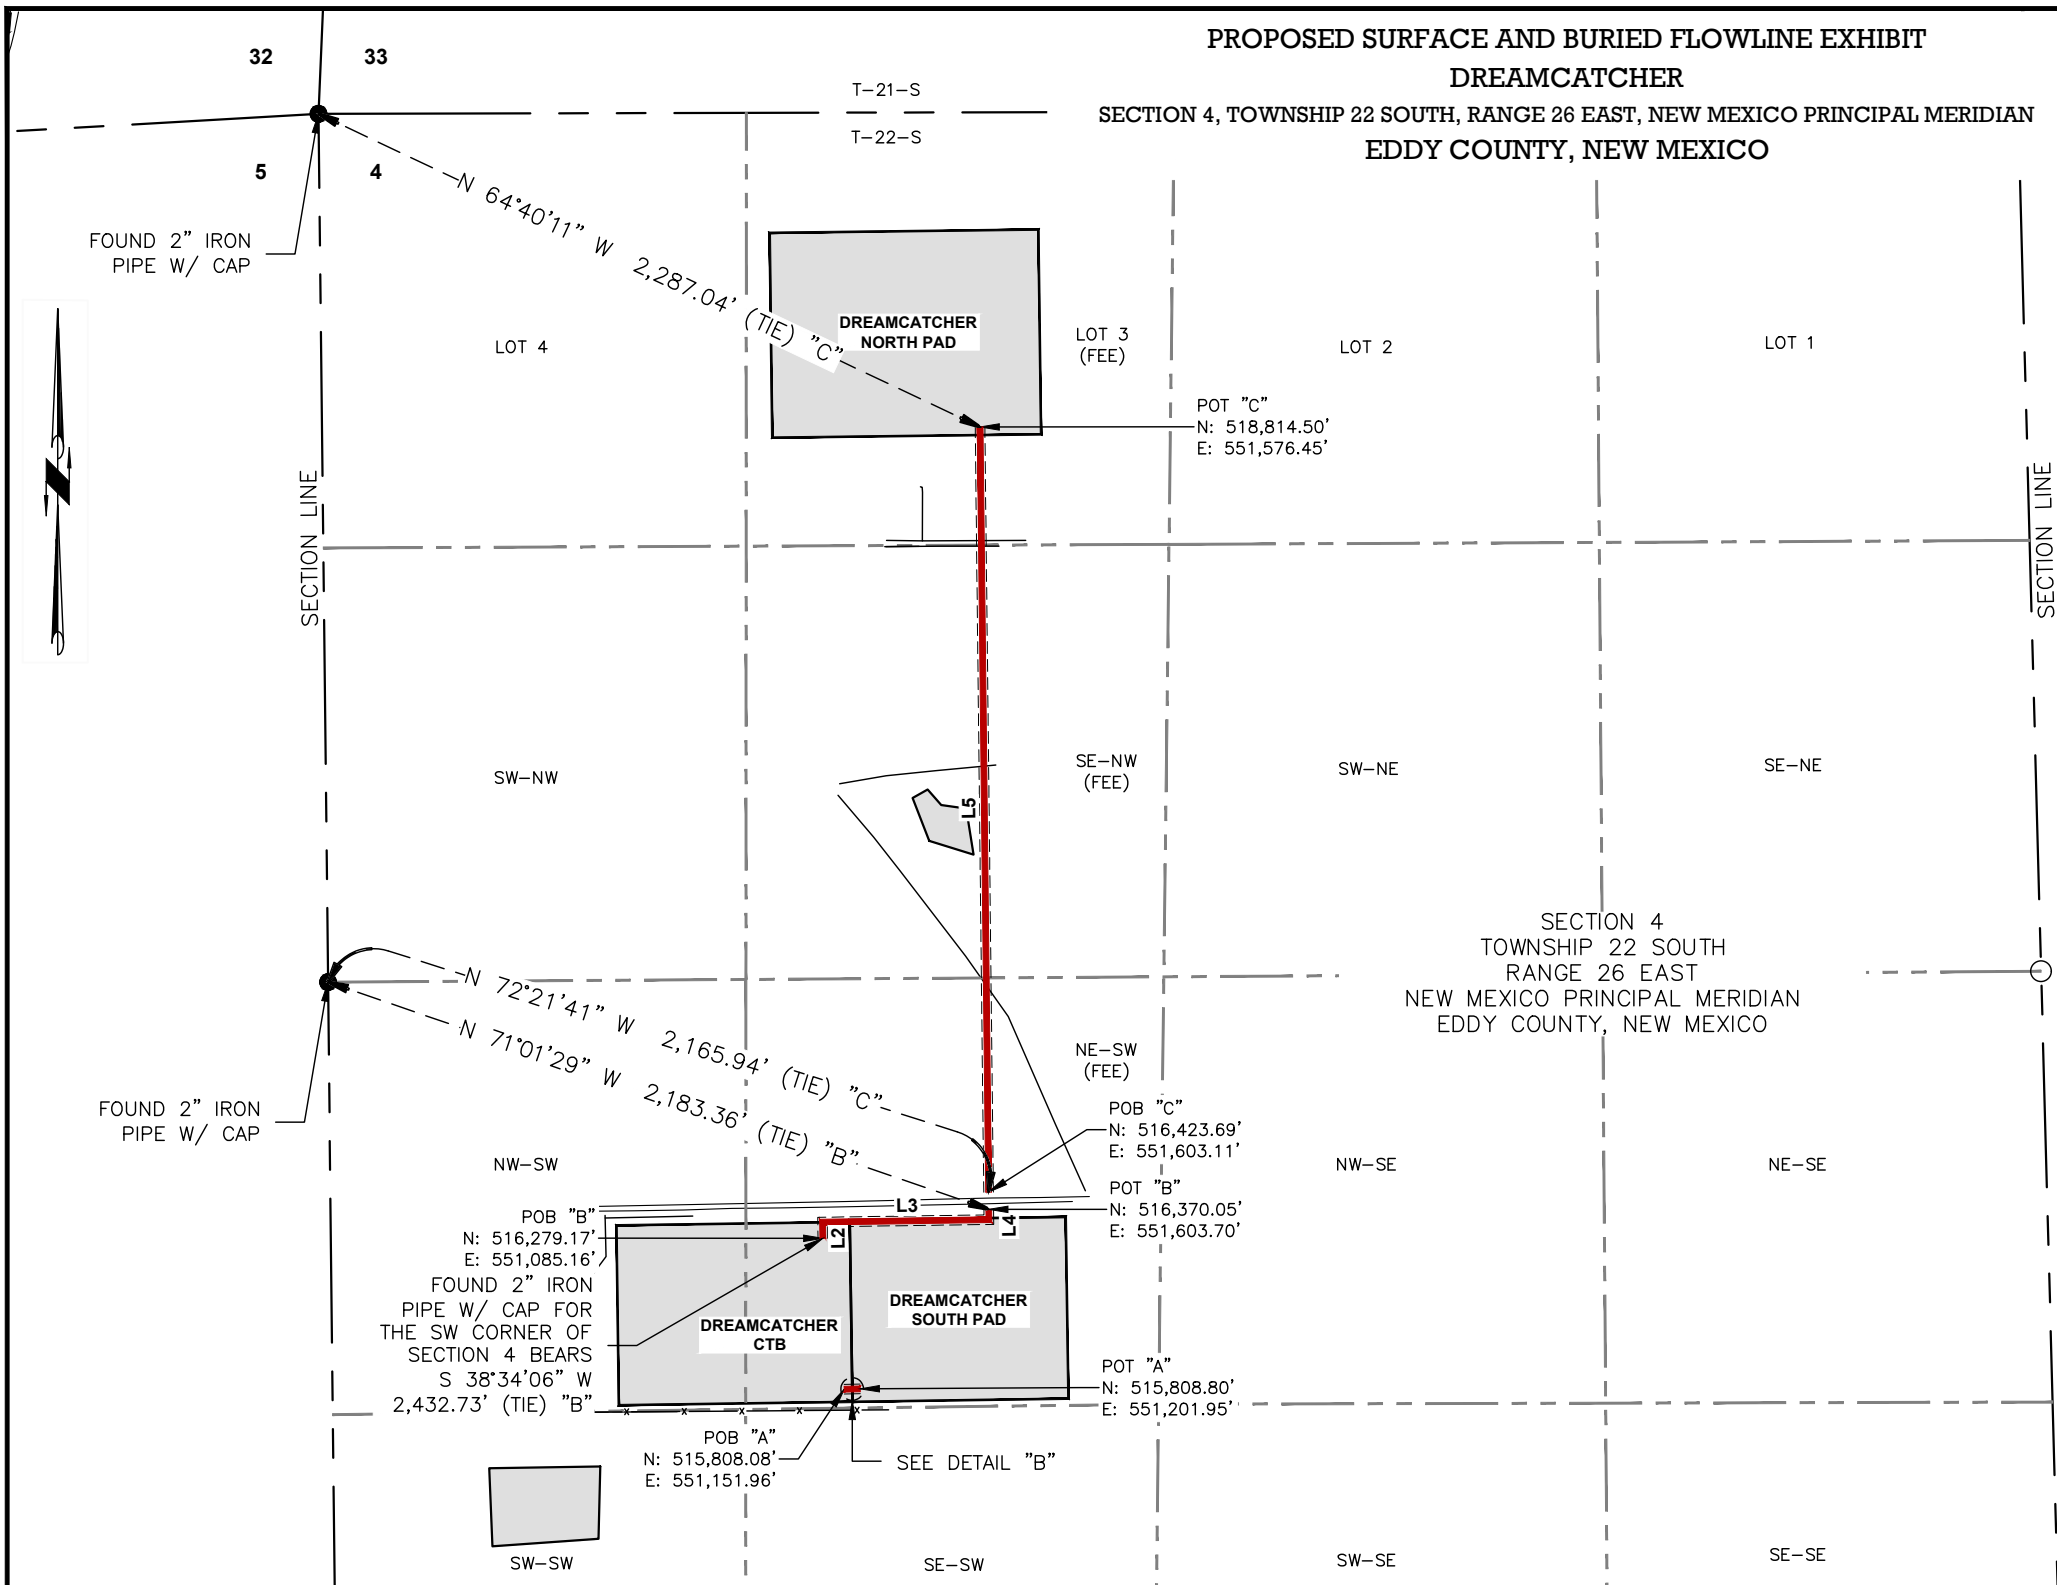 PROPOSED SURFACE AND BURIED FLOWLINE EXHIBIT
DREAMCATCHER
SECTION 4, TOWNSHIP 22 SOUTH, RANGE 26 EAST, NEW MEXICO PRINCIPAL MERIDIAN
EDDY COUNTY, NEW MEXICO
32
33
T-21-S
T-22-S
5
4
FOUND 2" IRON
PIPE W/ CAP
N 64°40'11" W 2,287.04' (TIE) "C"
DREAMCATCHER
NORTH PAD
LOT 4
LOT 3
(FEE)
LOT 2
LOT 1
POT "C"
N: 518,814.50'
E: 551,576.45'
SECTION LINE
SECTION LINE
SW-NW
L5
SE-NW
(FEE)
SW-NE
SE-NE
SECTION 4
TOWNSHIP 22 SOUTH
RANGE 26 EAST
NEW MEXICO PRINCIPAL MERIDIAN
EDDY COUNTY, NEW MEXICO
N 72°21'41" W 2,165.94' (TIE) "C"
N 71°01'29" W 2,183.36' (TIE) "B"
FOUND 2" IRON
PIPE W/ CAP
NE-SW
(FEE)
POB "C"
N: 516,423.69'
E: 551,603.11'
NW-SW
NW-SE
NE-SE
POT "B"
N: 516,370.05'
E: 551,603.70'
L3
L4
L2
POB "B"
N: 516,279.17'
E: 551,085.16'
FOUND 2" IRON
PIPE W/ CAP FOR
THE SW CORNER OF
SECTION 4 BEARS
S 38°34'06" W
2,432.73' (TIE) "B"
DREAMCATCHER
CTB
DREAMCATCHER
SOUTH PAD
POT "A"
N: 515,808.80'
E: 551,201.95'
x x x x x
POB "A"
N: 515,808.08'
E: 551,151.96'
SEE DETAIL "B"
SW-SW
SE-SW
SW-SE
SE-SE